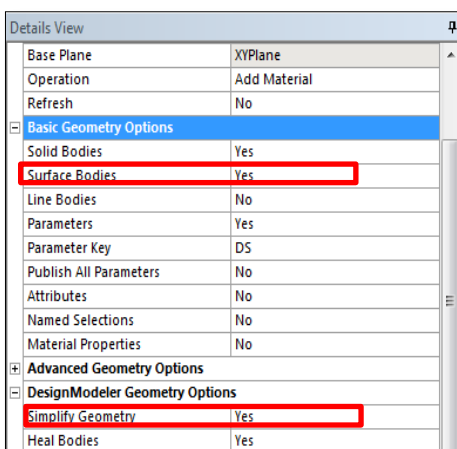 Details View
Base Plane XYPlane
Operation Add Material
Refresh No
Basic Geometry Options
Solid Bodies Yes
Surface Bodies Yes
Line Bodies No
Parameters Yes
Parameter Key DS
Publish All Parameters No
Attributes No
Named Selections No
Material Properties No
Advanced Geometry Options
DesignModeler Geometry Options
Simplify Geometry Yes
Heal Bodies Yes